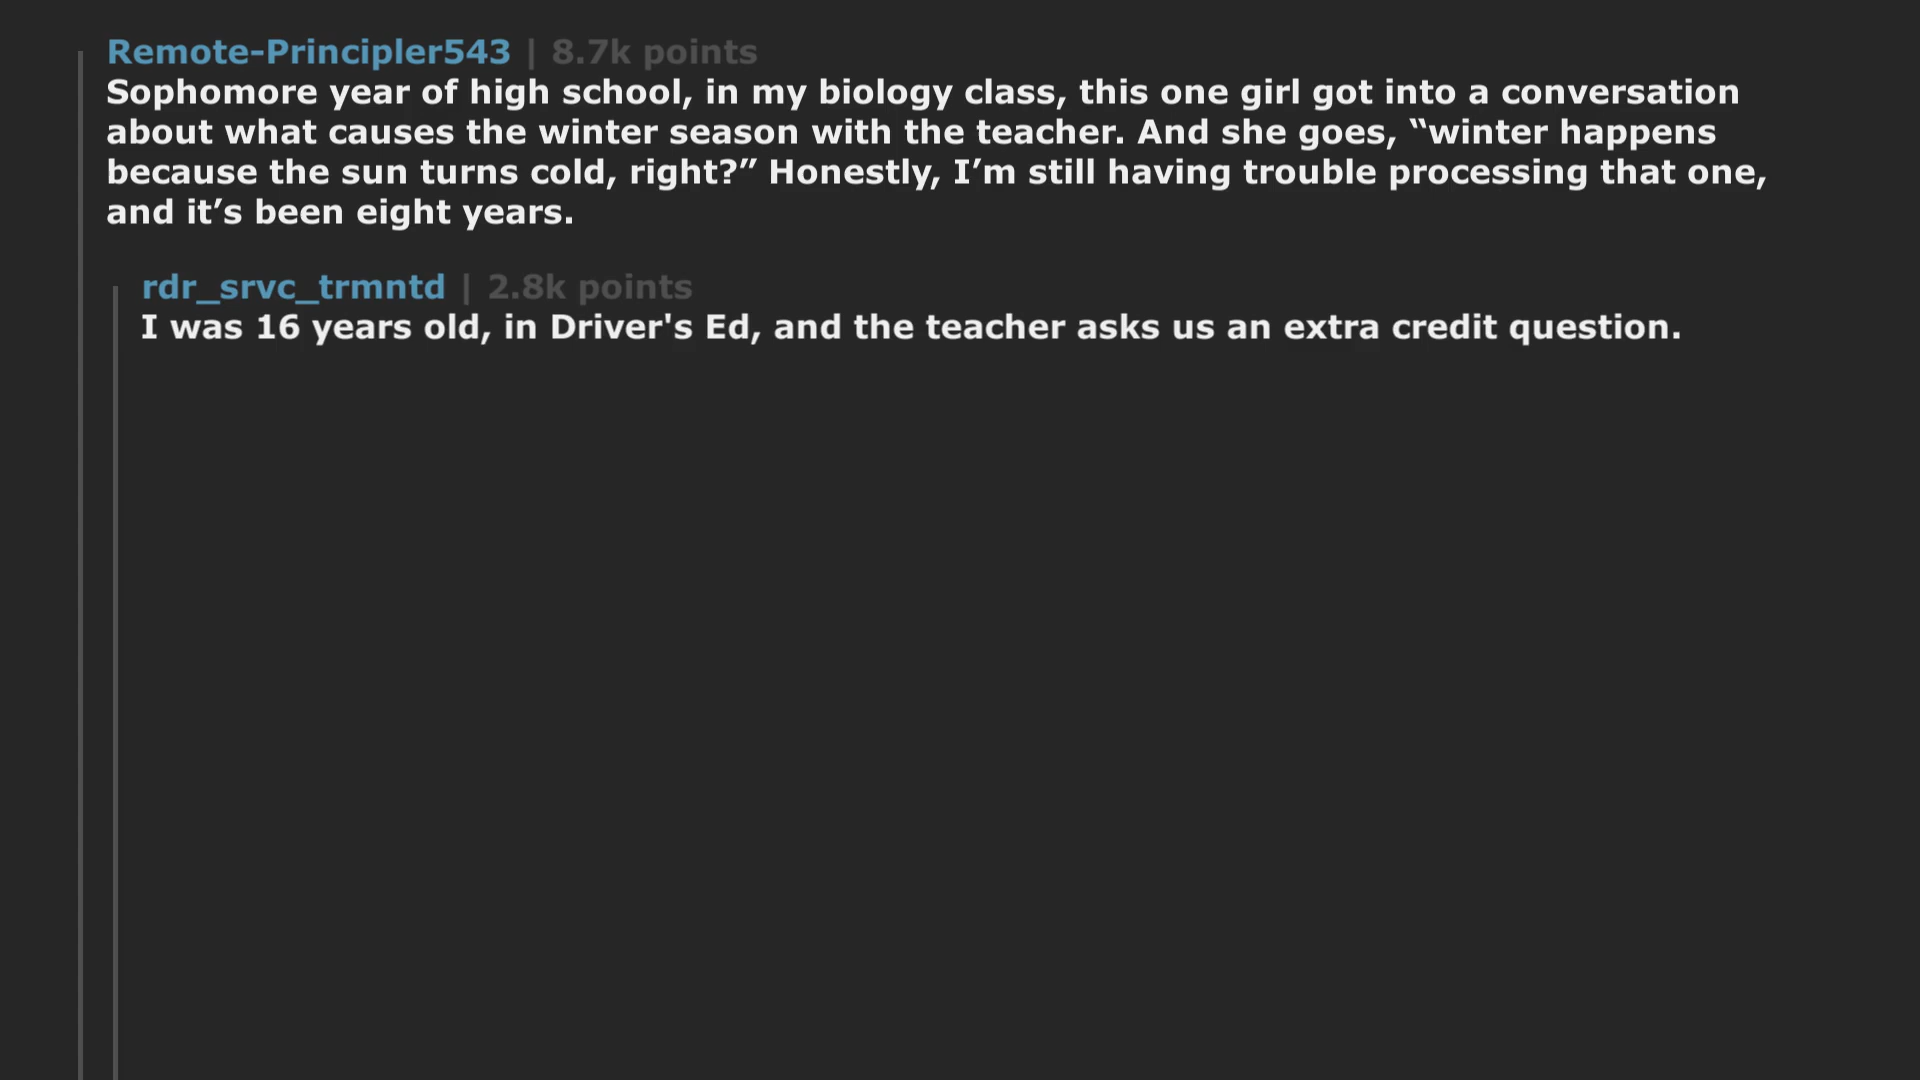 Remote-Principler543 | 8.7k points
Sophomore year of high school, in my biology class, this one girl got into a conversation
about what causes the winter season with the teacher. And she goes, “winter happens
because the sun turns cold, right?” Honestly, I’m still having trouble processing that one,
and it’s been eight years.
rdr_srvc_trmntd | 2.8k points
I was 16 years old, in Driver's Ed, and the teacher asks us an extra credit question.